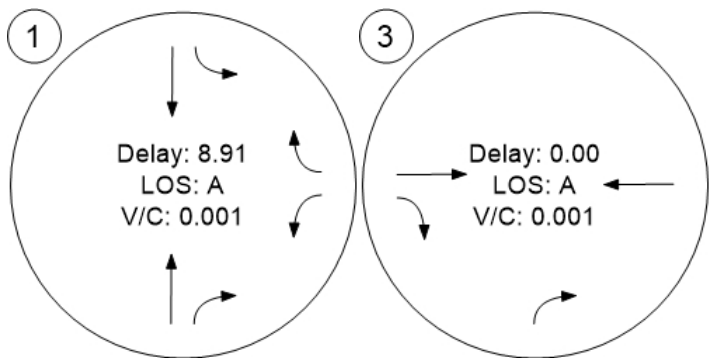 1
Delay: 8.91
LOS: A
V/C: 0.001
3
Delay: 0.00
LOS: A
V/C: 0.001